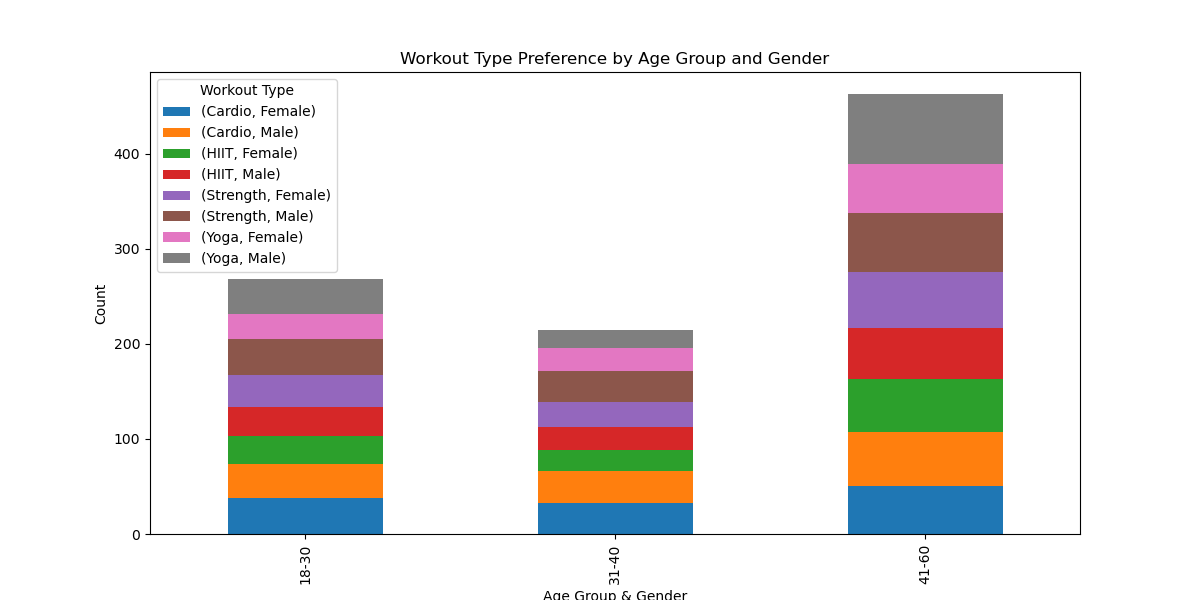 Workout Type Preference by Age Group and Gender
Workout Type
(Cardio, Female)
(Cardio, Male)
(HIIT, Female)
(HIIT, Male)
(Strength, Female)
(Strength, Male)
(Yoga, Female)
(Yoga, Male)
Count
400
300
200
100
0
18-30
31-40
41-60
Age Group & Gender